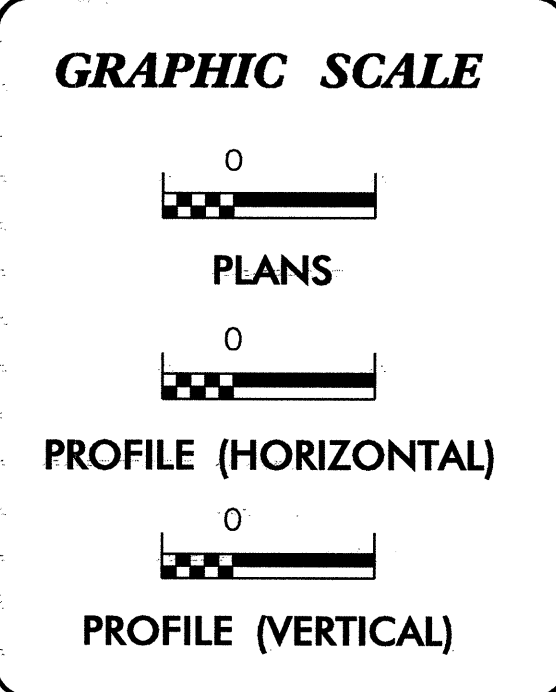 GRAPHIC SCALE
0
PLANS
0
PROFILE (HORIZONTAL)
0
PROFILE (VERTICAL)